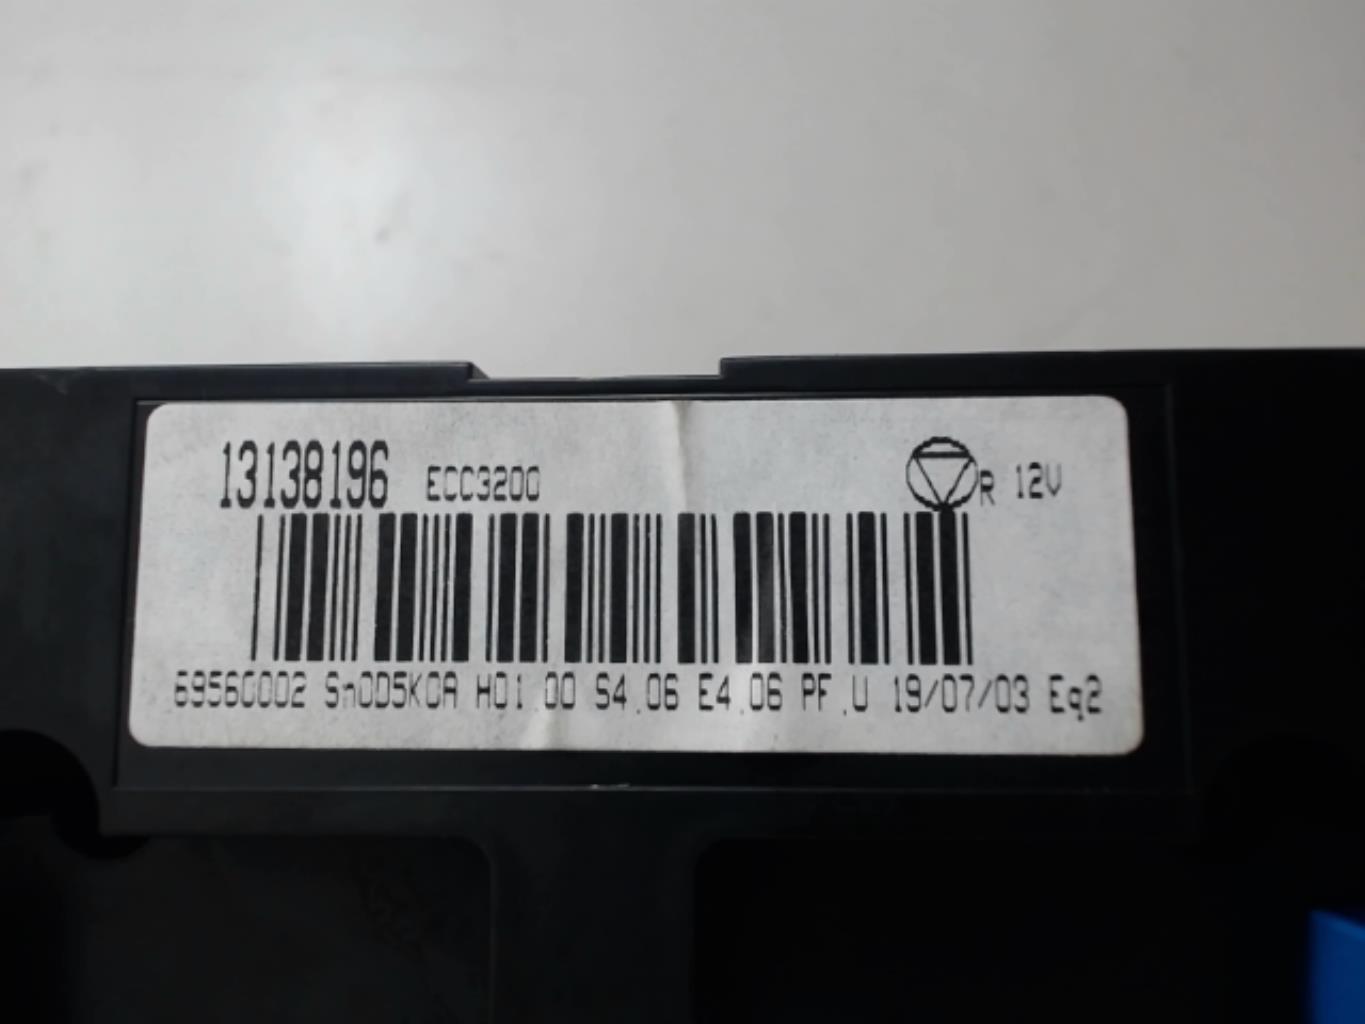 13138196 ECC3200 R 12V
69560002 Sn0D5K0A H01.00 S4.06 E4.06 PF.U 19/07/03 Eq2